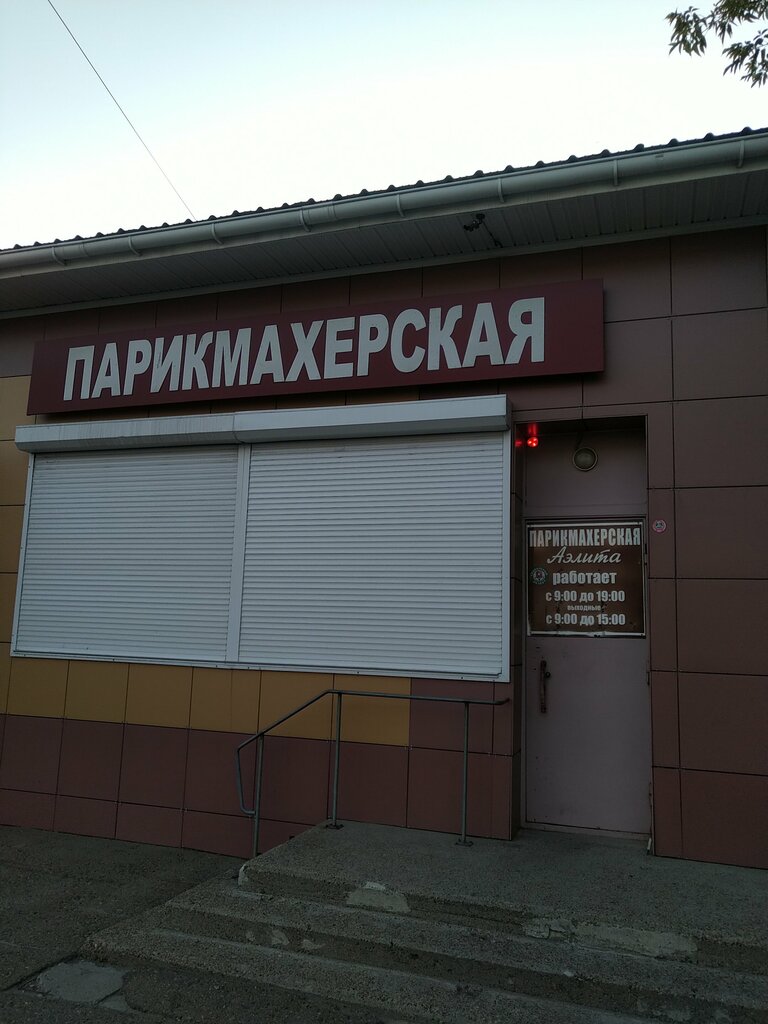 ПАРИКМАХЕРСКАЯ
ПАРИКМАХЕРСКАЯ
Аэлита
работает
с 9:00 до 19:00
выходные
с 9:00 до 15:00